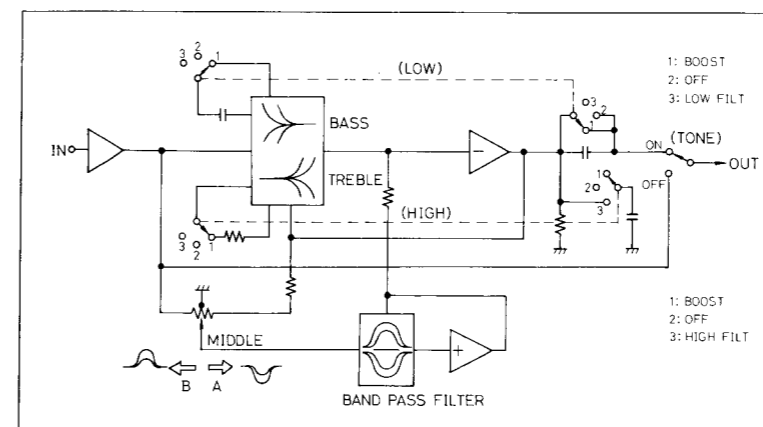 3 2 1
(LOW)
1: BOOST
2: OFF
3: LOW FILT
3
2
1
BASS
IN
−
ON
(TONE)
OUT
TREBLE
OFF
1
2
3
(HIGH)
3 2 1
MIDDLE
+
1: BOOST
2: OFF
3: HIGH FILT
B A
BAND PASS FILTER